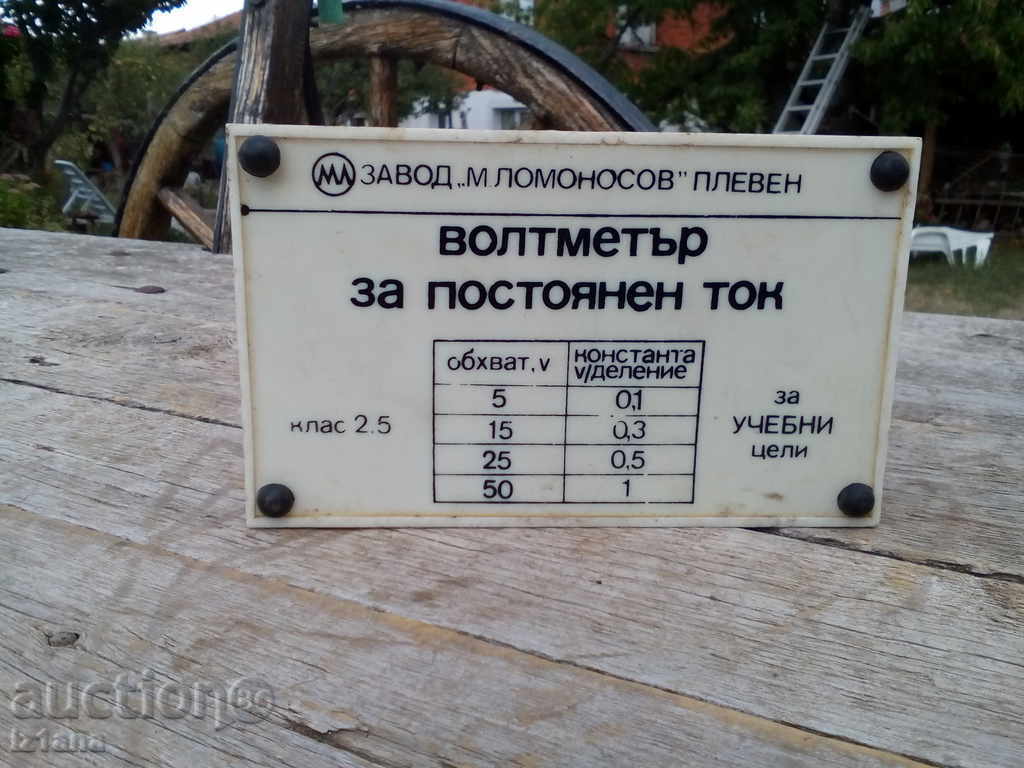 ЗАВОД „М.ЛОМОНОСОВ" ПЛЕВЕН
ВОЛТМЕТЪР
ЗА ПОСТОЯНЕН ТОК
обхват, v константа v/деление
5 0,1
15 0,3
25 0,5
50 1
клас 2.5
за
УЧЕБНИ
цели
auction®
iz1ana